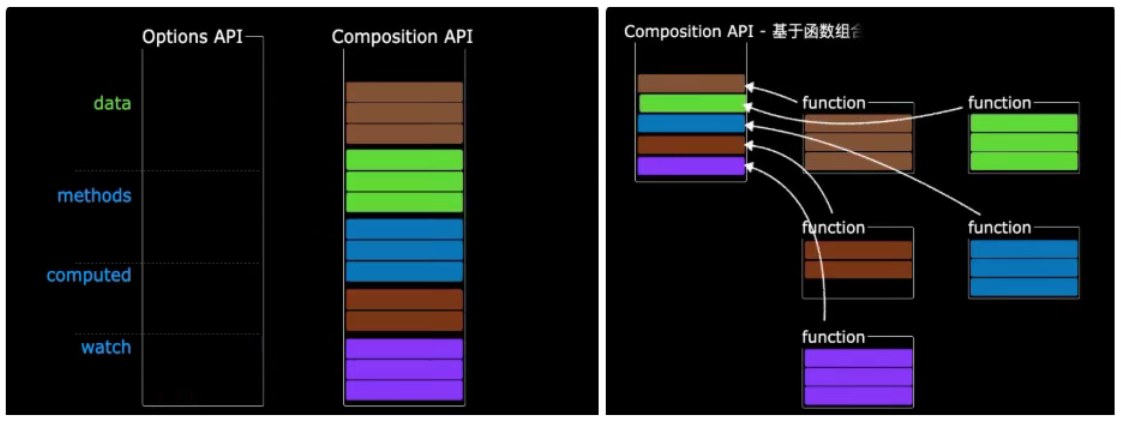 Options API
Composition API
data
methods
computed
watch
Composition API - 基于函数组合
function
function
function
function
function